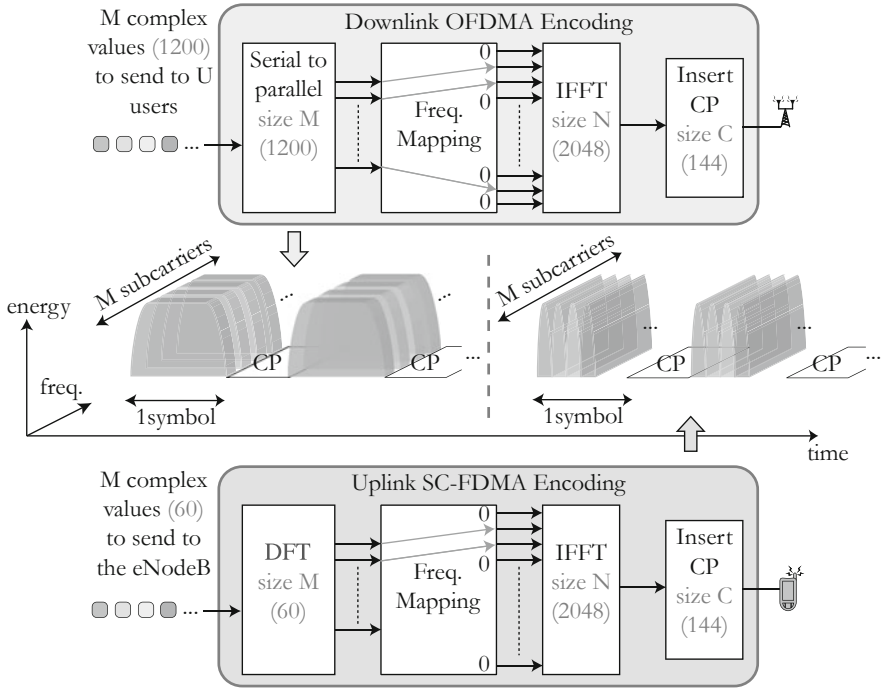 Downlink OFDMA Encoding
M complex
values (1200)
to send to U
users
...
Serial to
parallel
size M
(1200)
Freq.
Mapping
0
0
0
0
IFFT
size N
(2048)
Insert
CP
size C
(144)
energy
freq.
M subcarriers
...
CP
CP
...
1symbol
M subcarriers
...
CP
...
CP
...
1symbol
time
Uplink SC-FDMA Encoding
M complex
values (60)
to send to
the eNodeB
...
DFT
size M
(60)
Freq.
Mapping
0
0
0
IFFT
size N
(2048)
Insert
CP
size C
(144)